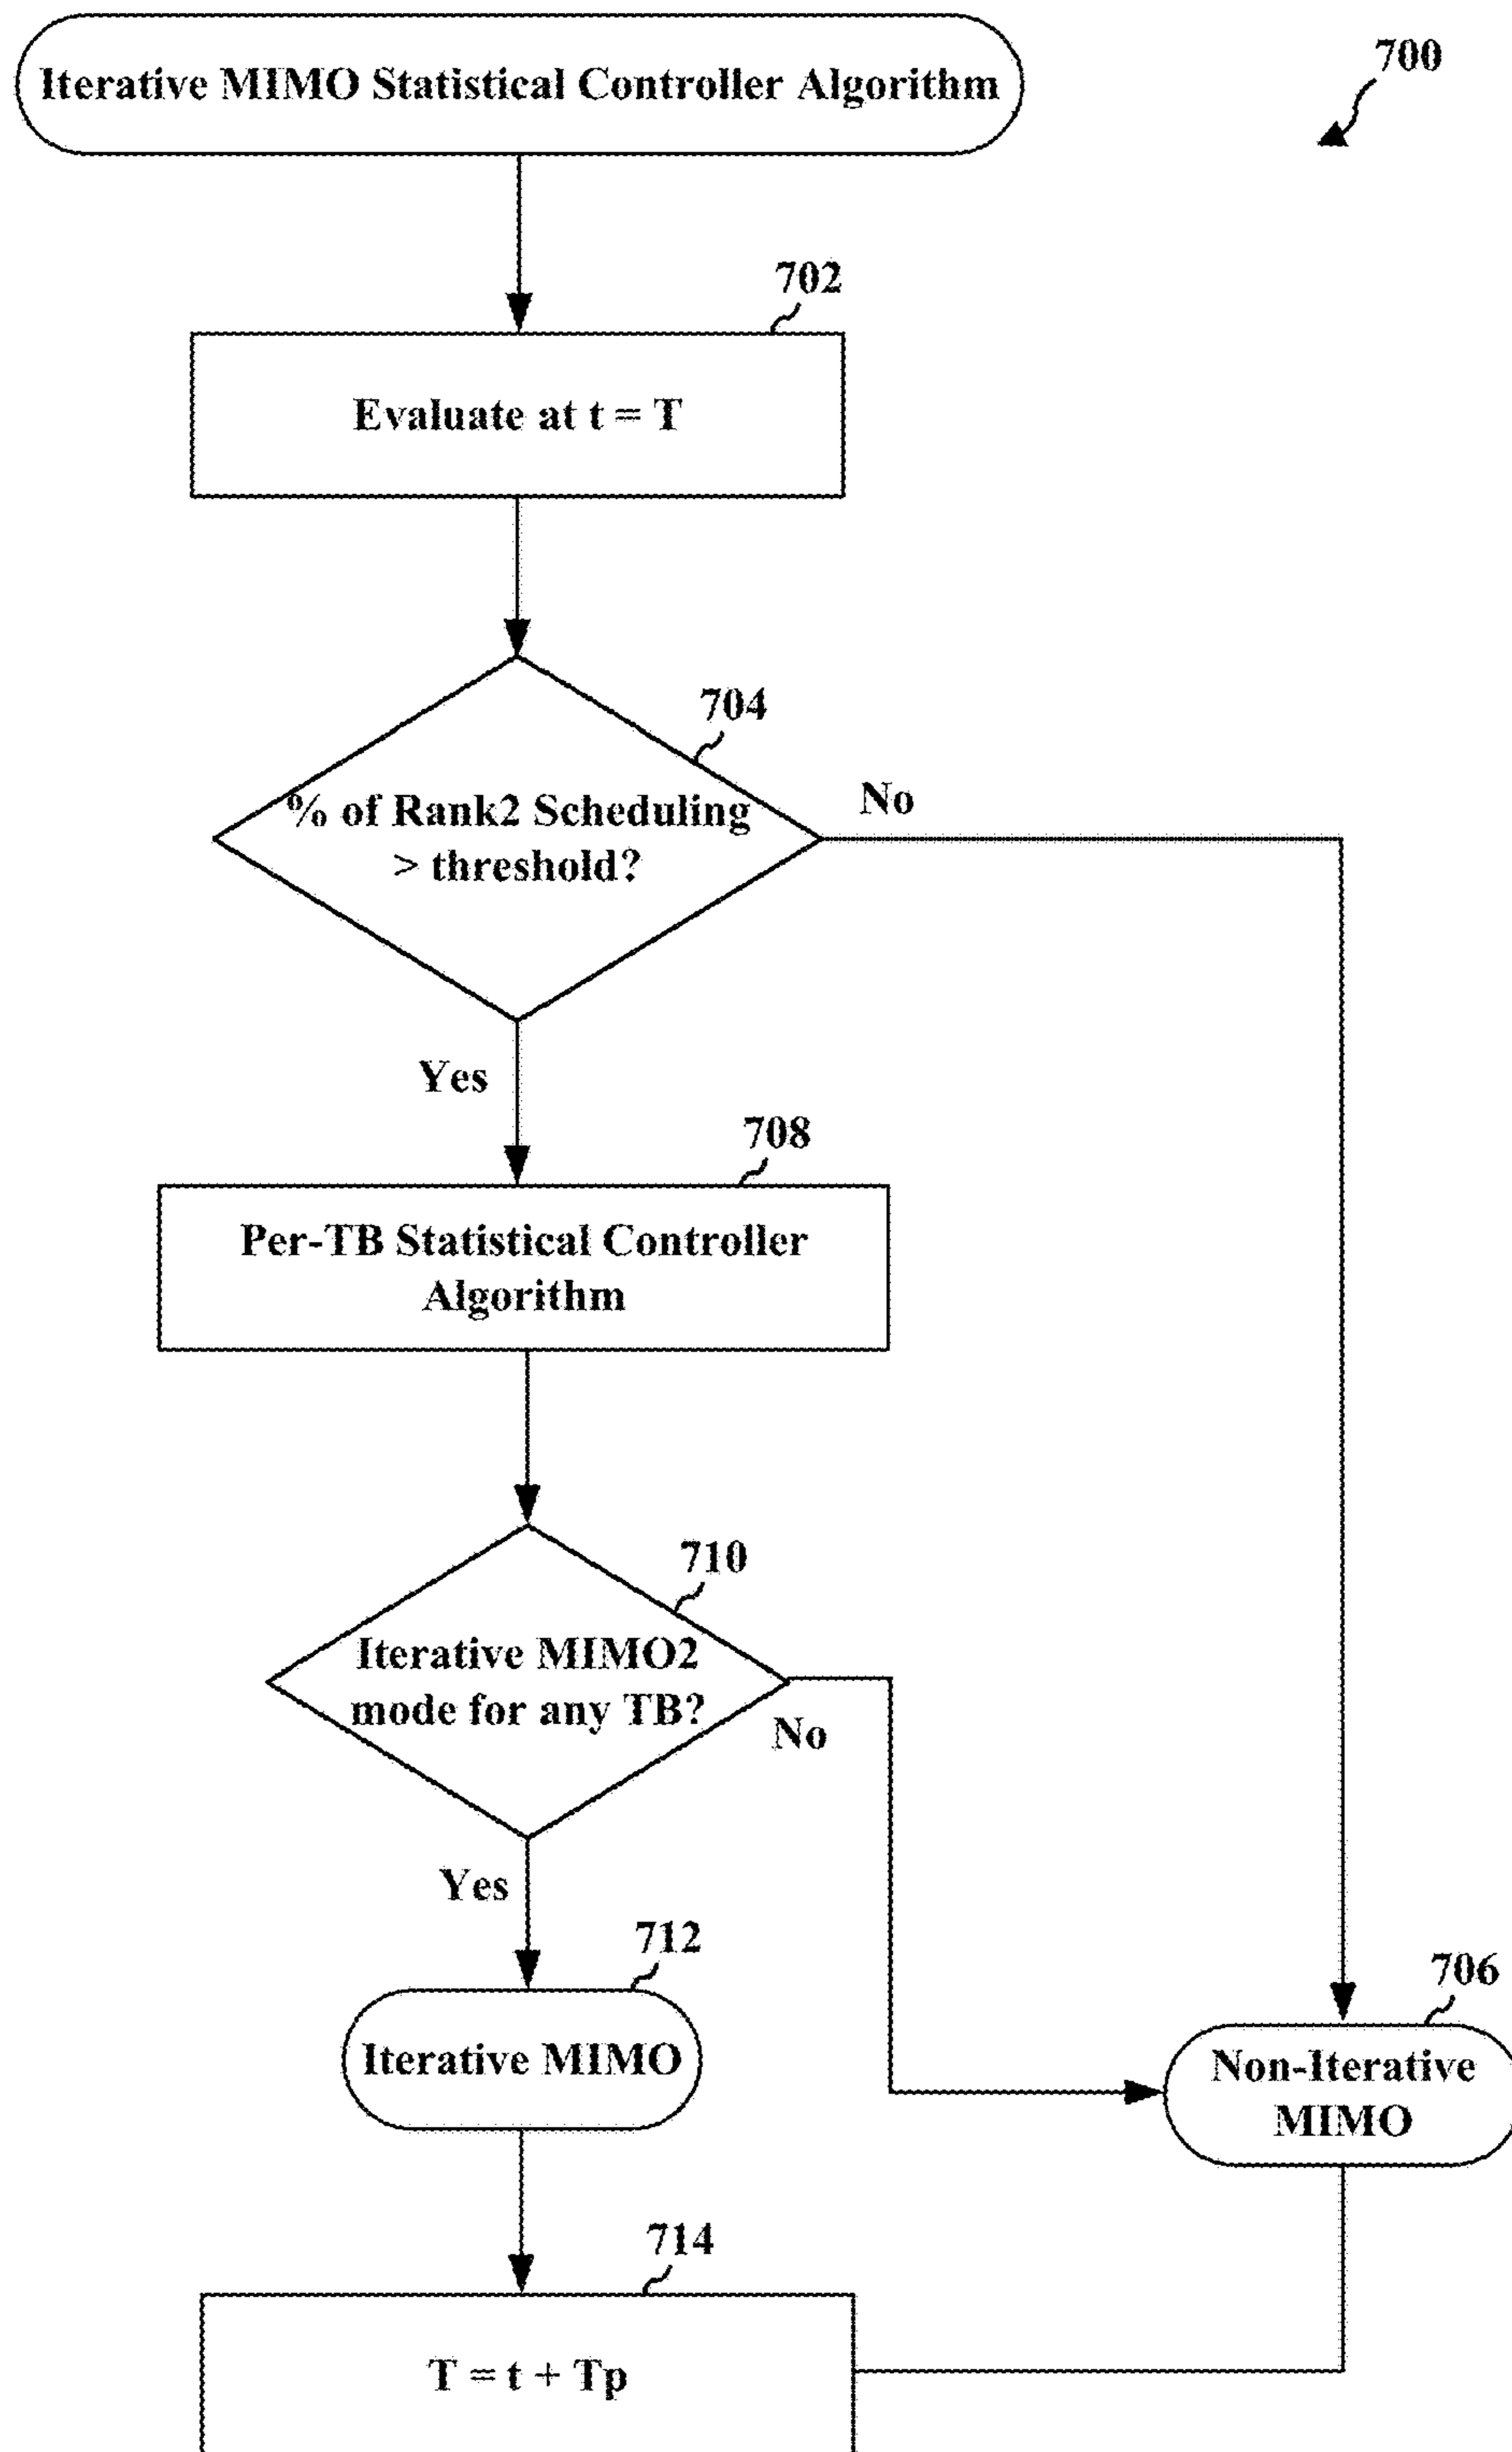 Iterative MIMO Statistical Controller Algorithm
700
702
Evaluate at t = T
704
% of Rank2 Scheduling
> threshold?
No
Yes
708
Per-TB Statistical Controller
Algorithm
710
Iterative MIMO2
mode for any TB?
No
Yes
712
Iterative MIMO
706
Non-Iterative
MIMO
714
T = t + Tp